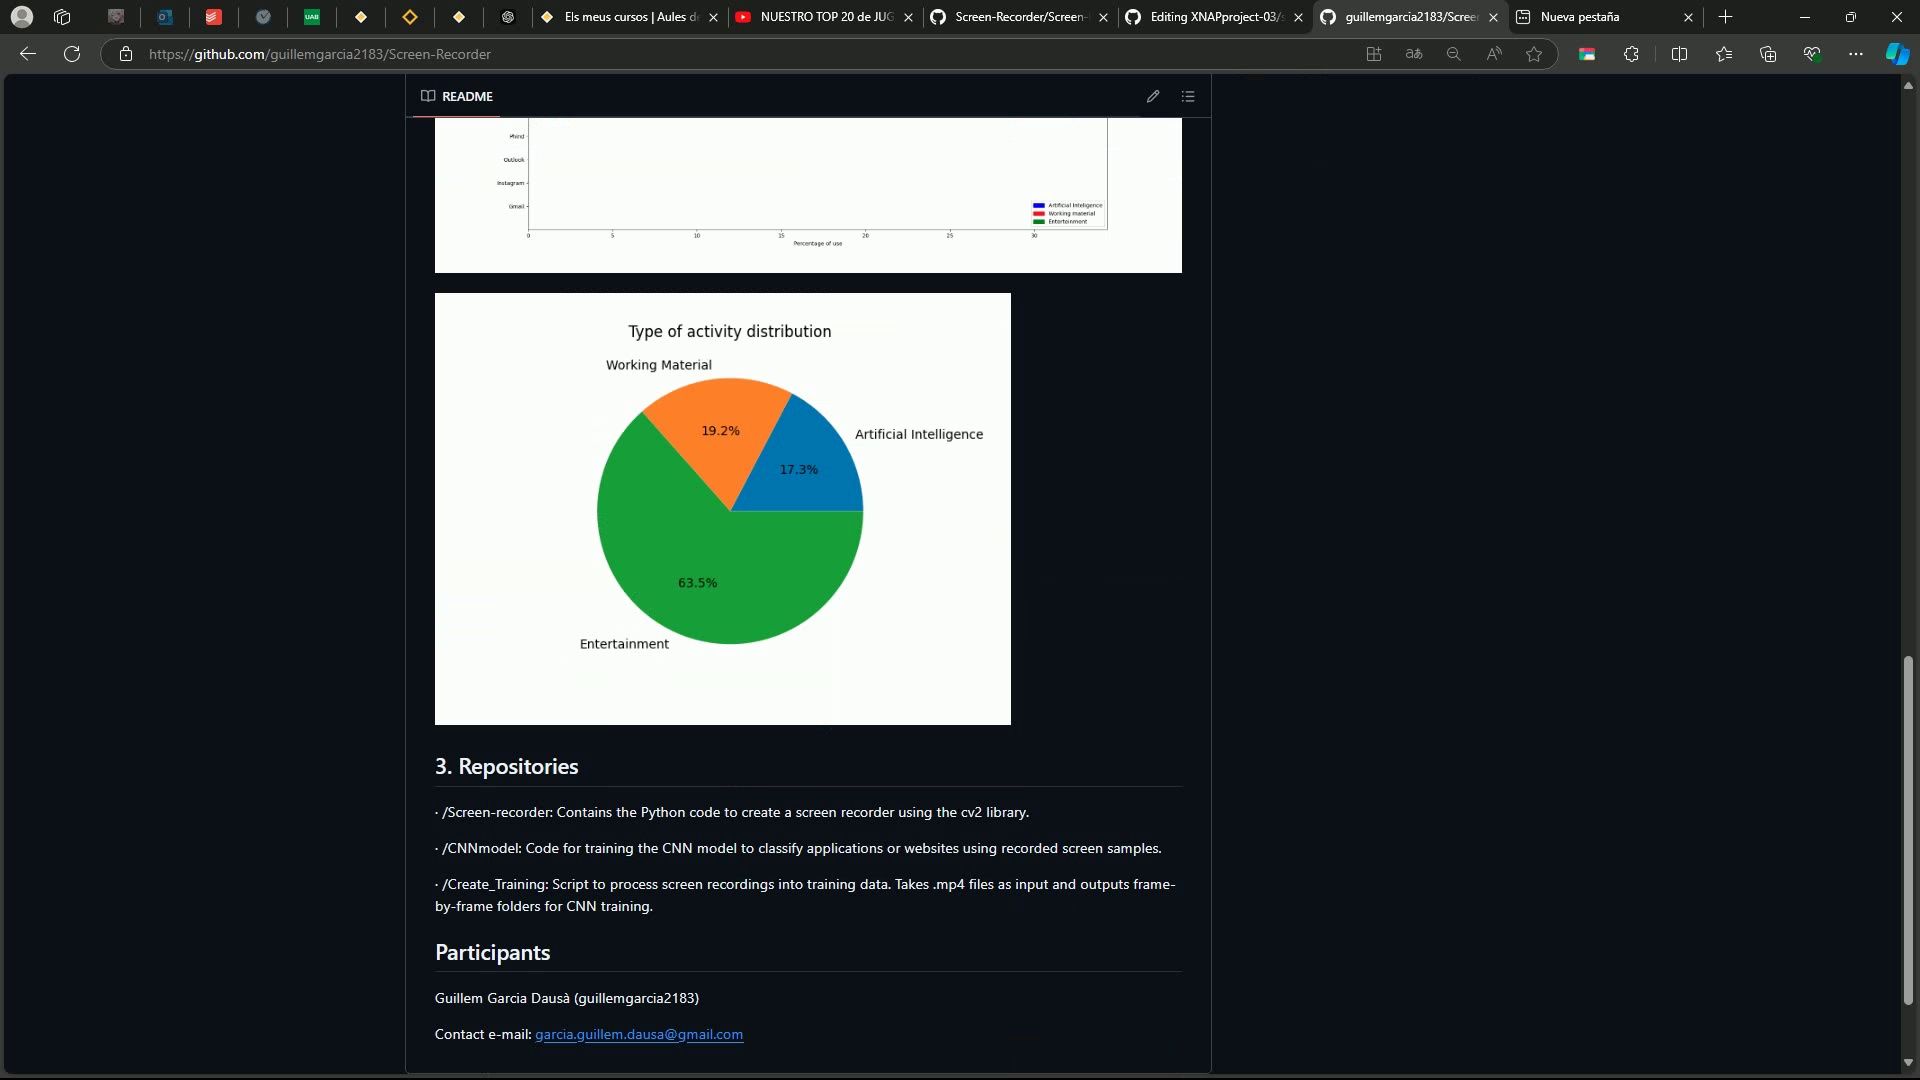 Els meus cursos | Aules d
NUESTRO TOP 20 de JUG
Screen-Recorder/Screen-
Editing XNAPproject-03/s
guillemgarcia2183/Screen
Nueva pestaña
https://github.com/guillemgarcia2183/Screen-Recorder
README
Phind
Outlook
Instagram
Gmail
Artificial Inteligence
Working material
Entertainment
0 5 10 15 20 25 30
Percentage of use
Type of activity distribution
Working Material
19.2%
Artificial Intelligence
17.3%
63.5%
Entertainment
3. Repositories
· /Screen-recorder: Contains the Python code to create a screen recorder using the cv2 library.
· /CNNmodel: Code for training the CNN model to classify applications or websites using recorded screen samples.
· /Create_Training: Script to process screen recordings into training data. Takes .mp4 files as input and outputs frame-
by-frame folders for CNN training.
Participants
Guillem Garcia Dausà (guillemgarcia2183)
Contact e-mail: garcia.guillem.dausa@gmail.com